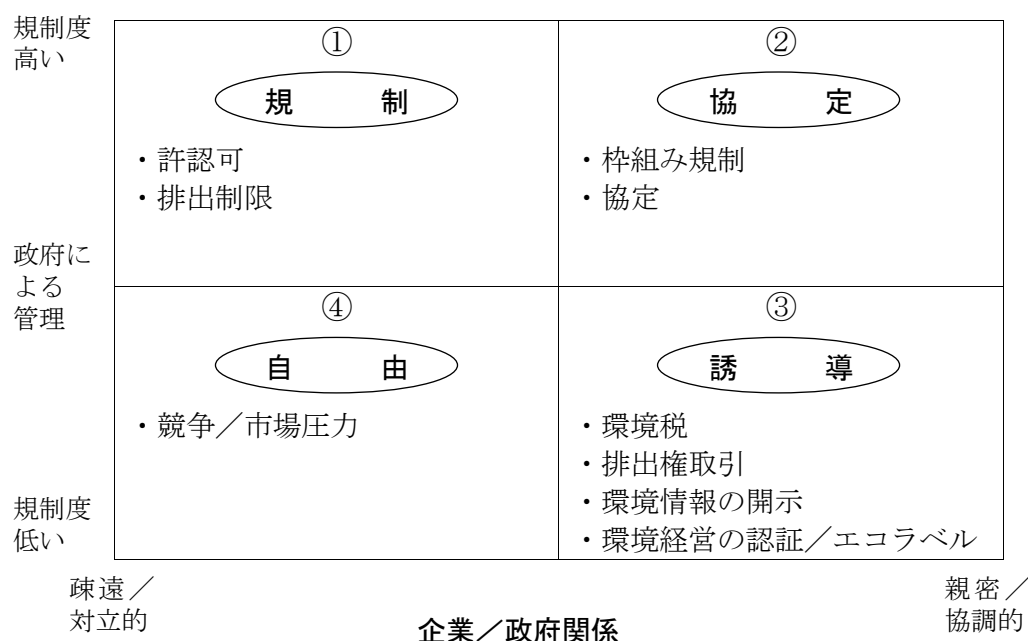 規制度
高い
①
規 制
・許認可
・排出制限
②
協 定
・枠組み規制
・協定
政府に
よる
管理
④
自 由
・競争／市場圧力
③
誘 導
・環境税
・排出権取引
・環境情報の開示
・環境経営の認証／エコラベル
規制度
低い
疎遠／
対立的
企業／政府関係
親密／
協調的